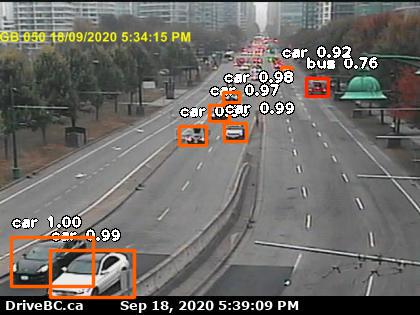 GB 050 18/09/2020 5:34:15 PM
car 0.92
bus 0.76
car 0.98
car 0.97
car 0.99
car 1.00
car 0.99
DriveBC.ca Sep 18, 2020 5:39:09 PM